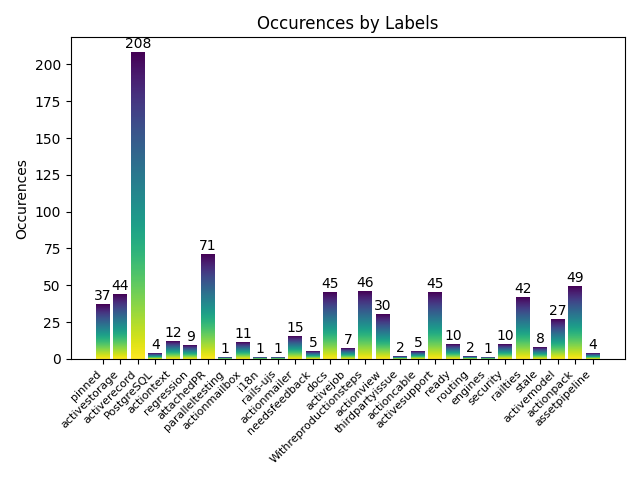 Occurences by Labels
Occurences
200
175
150
125
100
75
50
25
0
37
44
208
4
12
9
71
1
11
1
1
15
5
45
7
46
30
2
5
45
10
2
1
10
42
8
27
49
4
pinned
activestorage
activerecord
PostgreSQL
actiontext
regression
attachedPR
paralleltesting
actionmailbox
I18n
rails-ujs
actionmailer
needsfeedback
docs
activejob
Withreproductionsteps
actionview
thirdpartyissue
actioncable
activesupport
ready
routing
engines
security
railties
stale
activemodel
actionpack
assetpipeline